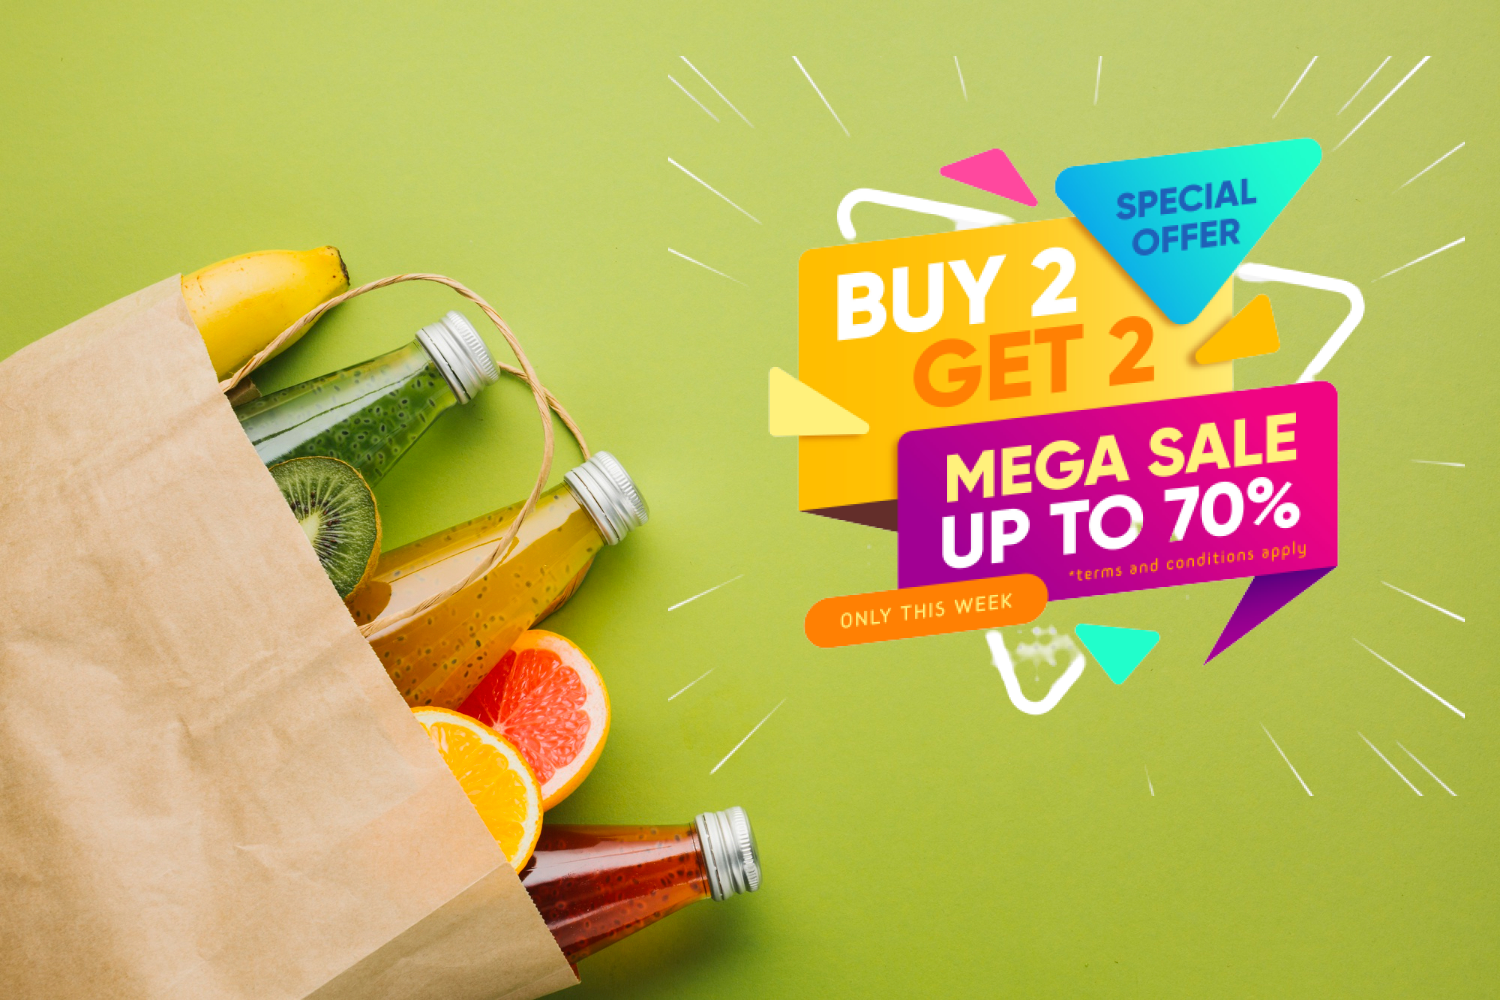 SPECIAL
OFFER
BUY 2
GET 2
MEGA SALE
UP TO 70%
*terms and conditions apply
ONLY THIS WEEK